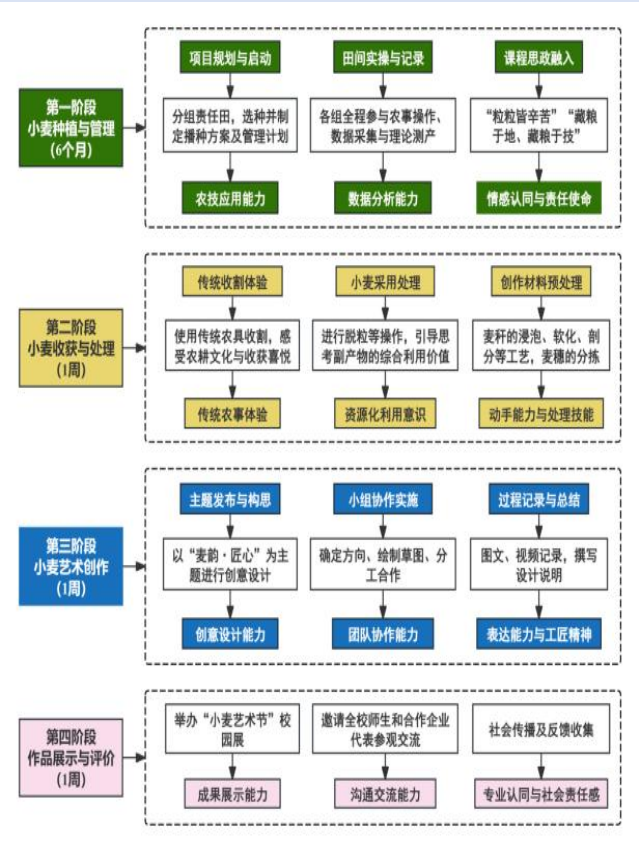 第一阶段
小麦种植与管理
(6个月)
项目规划与启动
分组责任田，选种并制
定播种方案及管理计划
农技应用能力
田间实操与记录
各组全程参与农事操作、
数据采集与理论测产
数据分析能力
课程思政融入
“粒粒皆辛苦” “藏粮
于地、藏粮于技”
情感认同与责任使命
第二阶段
小麦收获与处理
(1周)
传统收割体验
使用传统农具收割，感
受农耕文化与收获喜悦
传统农事体验
小麦采用处理
进行脱粒等操作，引导思
考副产物的综合利用价值
资源化利用意识
创作材料预处理
麦秆的浸泡、软化、剖
分等工艺，麦穗的分拣
动手能力与处理技能
第三阶段
小麦艺术创作
(1周)
主题发布与构思
以“麦韵·匠心”为主
题进行创意设计
创意设计能力
小组协作实施
确定方向、绘制草图、分
工合作
团队协作能力
过程记录与总结
图文、视频记录，撰写
设计说明
表达能力与工匠精神
第四阶段
作品展示与评价
(1周)
举办“小麦艺术节”校
园展
成果展示能力
邀请全校师生和合作企业
代表参观交流
沟通交流能力
社会传播及反馈收集
专业认同与社会责任感